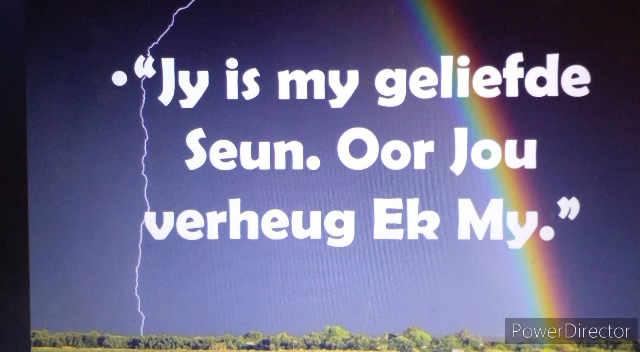 •“Jy is my geliefde
Seun. Oor Jou
verheug Ek My.”
PowerDirector